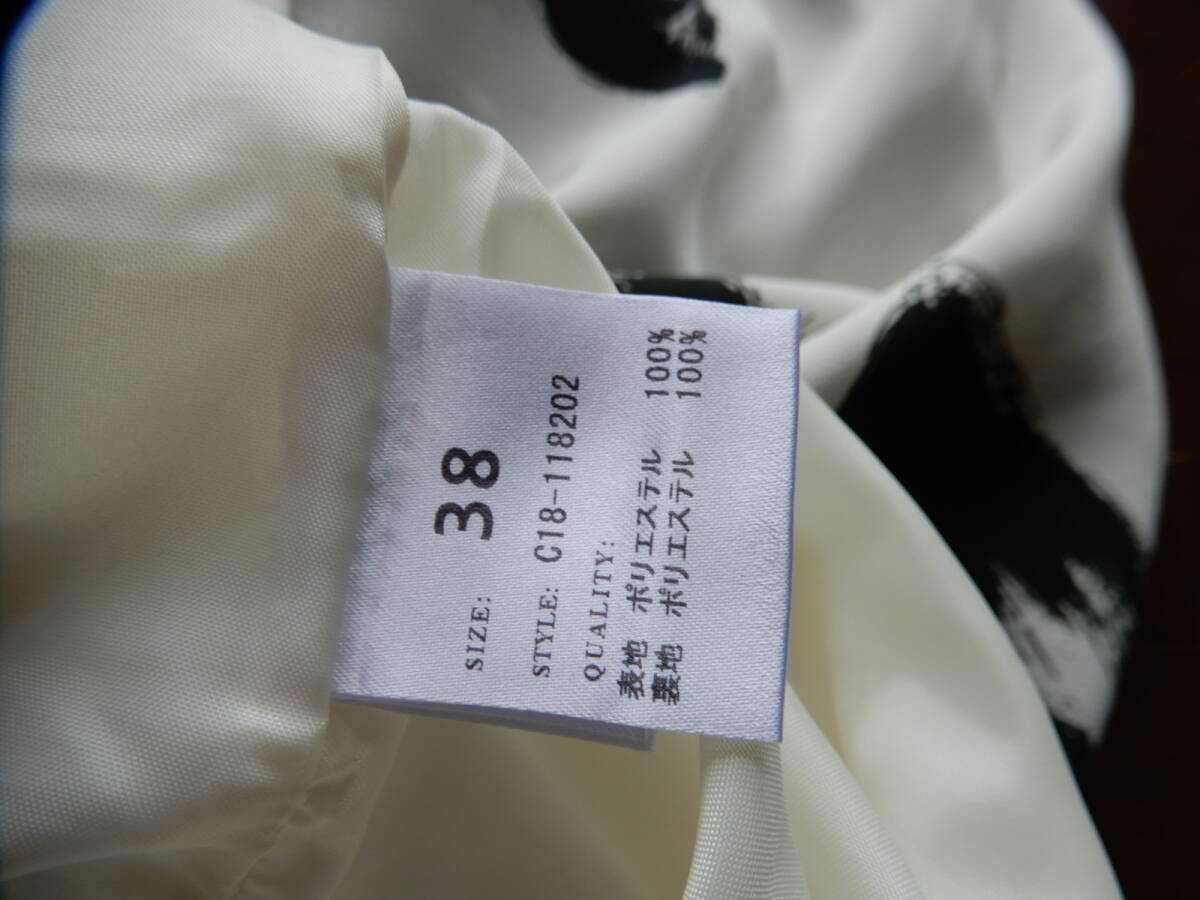 SIZE: 38
STYLE: C18-118202
QUALITY:
表地 ポリエステル 100%
裏地 ポリエステル 100%